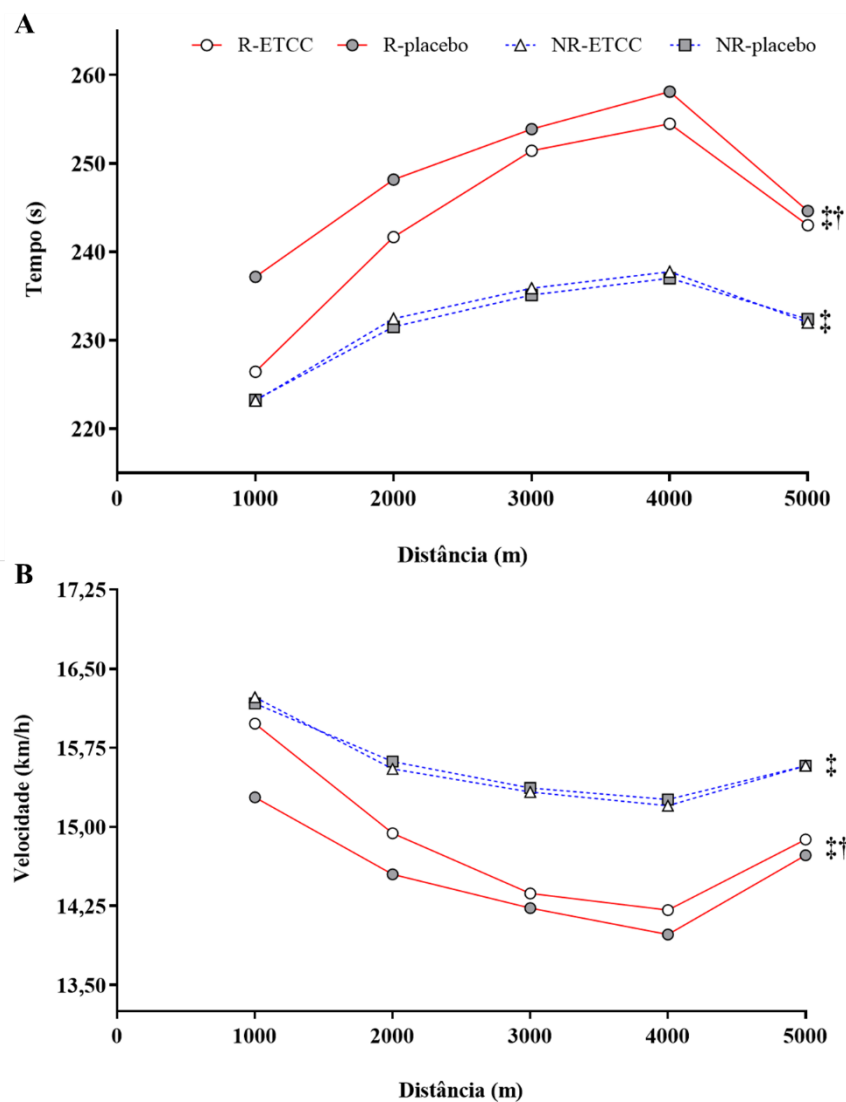 A
R-ETCC R-placebo NR-ETCC NR-placebo
260
250
240
230
220
Tempo (s)
‡†
‡
‡
‡
0 1000 2000 3000 4000 5000
Distância (m)
B
17,25
16,50
15,75
15,00
14,25
13,50
Velocidade (km/h)
‡
‡
‡†
‡
0 1000 2000 3000 4000 5000
Distância (m)